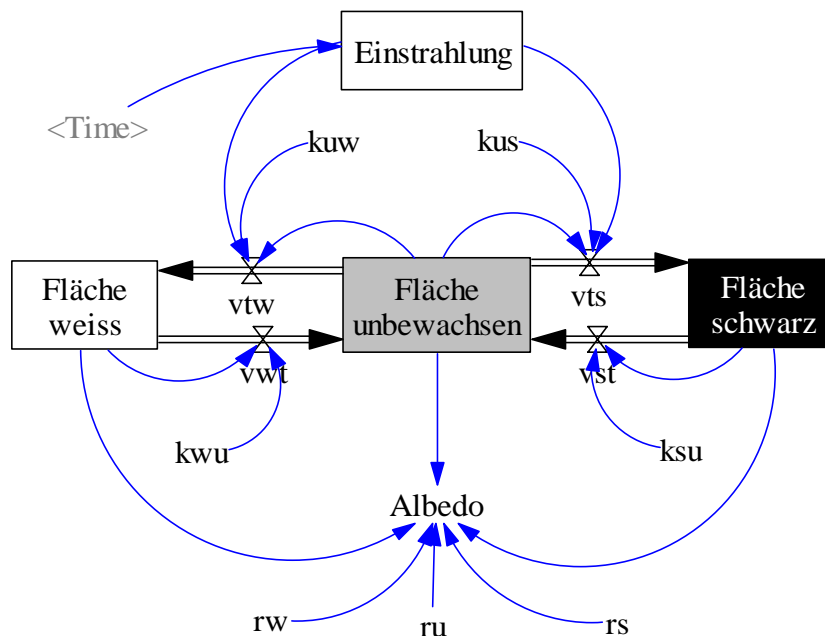 Einstrahlung
<Time>
kuw
kus
vtw
vts
Fläche
weiss
Fläche
unbewachsen
Fläche
schwarz
vwt
vst
kwu
ksu
Albedo
rw
ru
rs